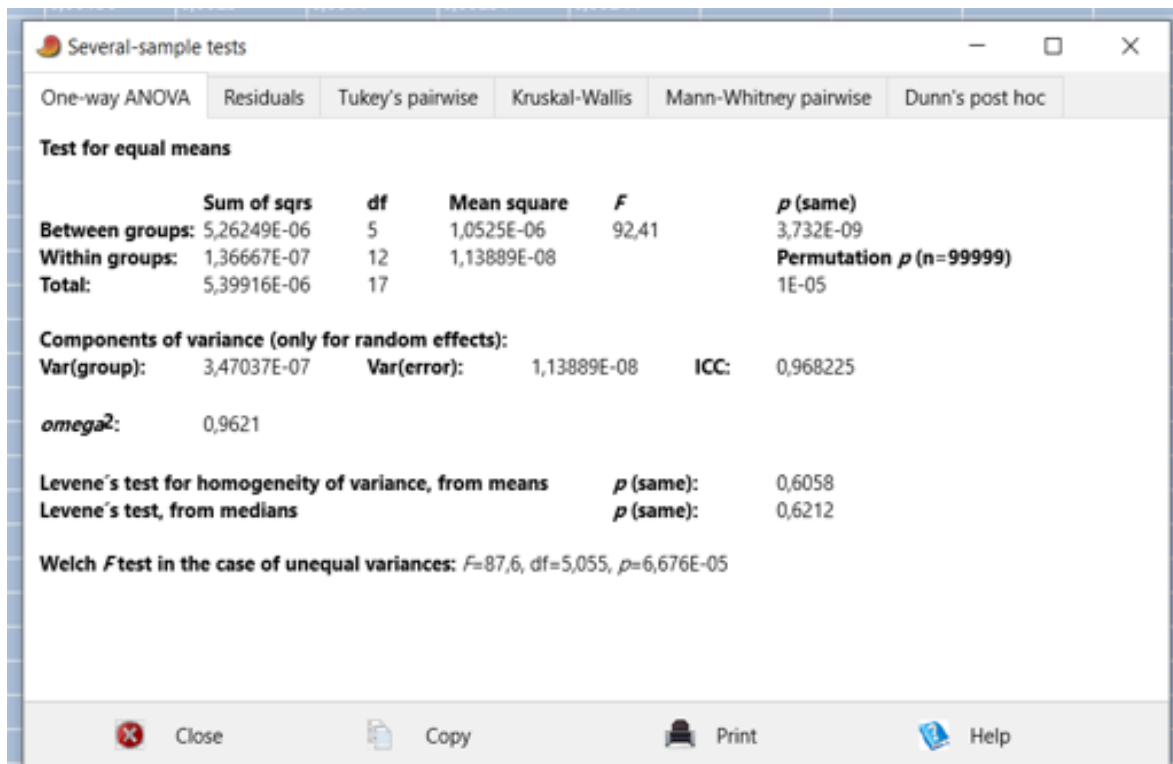 Several-sample tests
One-way ANOVA Residuals Tukey's pairwise Kruskal-Wallis Mann-Whitney pairwise Dunn's post hoc
Test for equal means
Sum of sqrs df Mean square F p (same)
Between groups: 5,26249E-06 5 1,0525E-06 92,41 3,732E-09
Within groups: 1,36667E-07 12 1,13889E-08 Permutation p (n=99999)
Total: 5,39916E-06 17 1E-05
Components of variance (only for random effects):
Var(group): 3,47037E-07 Var(error): 1,13889E-08 ICC: 0,968225
omega2: 0,9621
Levene´s test for homogeneity of variance, from means p (same): 0,6058
Levene´s test, from medians p (same): 0,6212
Welch F test in the case of unequal variances: F=87,6, df=5,055, p=6,676E-05
Close Copy Print Help